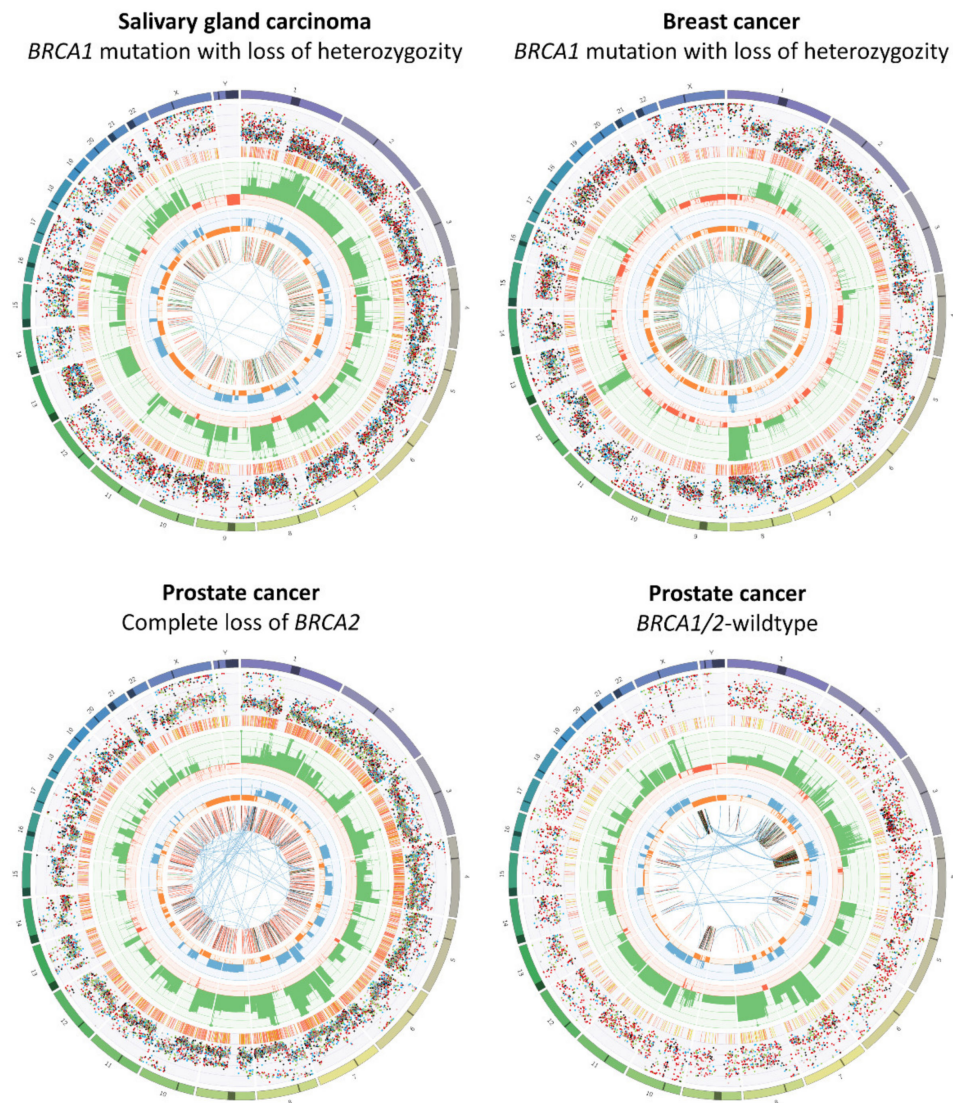 Salivary gland carcinoma
BRCA1 mutation with loss of heterozygozity
Breast cancer
BRCA1 mutation with loss of heterozygozity
Prostate cancer
Complete loss of BRCA2
Prostate cancer
BRCA1/2-wildtype